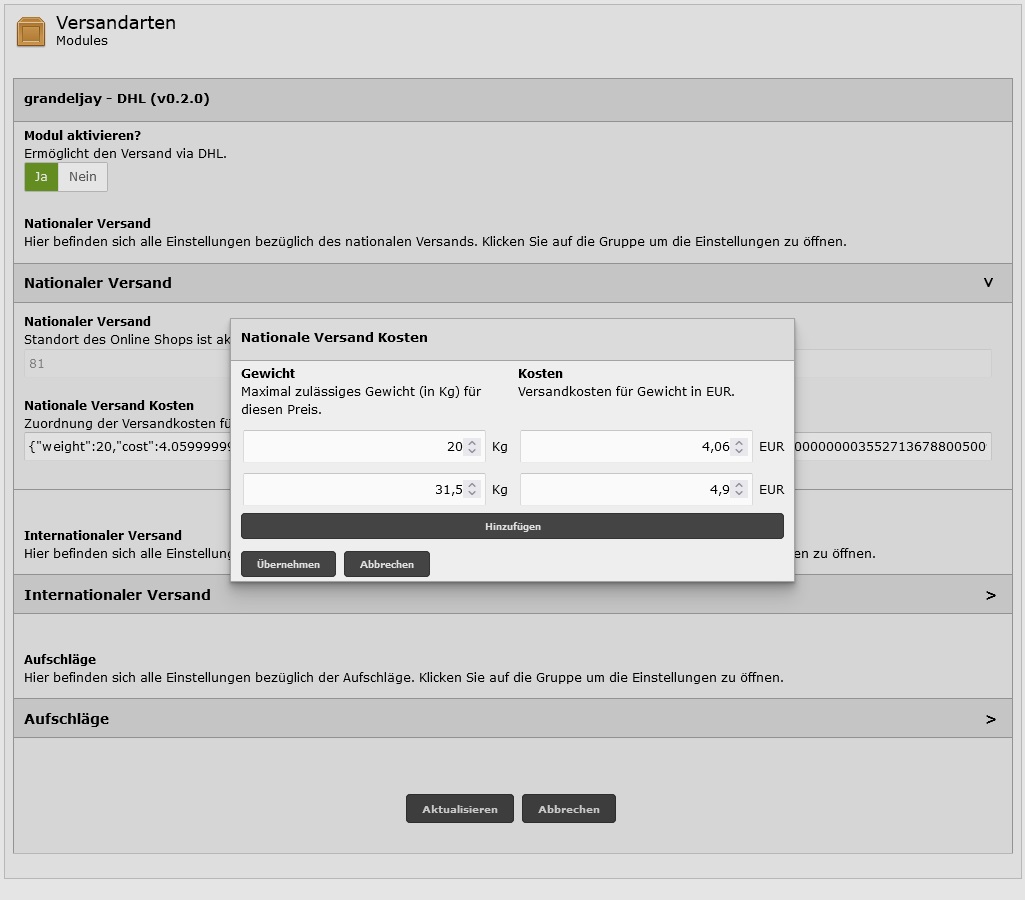 Versandarten
Modules
grandeljay - DHL (v0.2.0)
Modul aktivieren?
Ermöglicht den Versand via DHL.
Ja Nein
Nationaler Versand
Hier befinden sich alle Einstellungen bezüglich des nationalen Versands. Klicken Sie auf die Gruppe um die Einstellungen zu öffnen.
Nationaler Versand V
Nationaler Versand
Standort des Online Shops ist
81
Nationale Versand Kosten
Zuordnung der Versandkosten
{"weight":20,"cost":4.05999999 0000000003552713678800500
Nationale Versand Kosten
Gewicht
Maximal zulässiges Gewicht (in Kg) für
diesen Preis.
Kosten
Versandkosten für Gewicht in EUR.
20 Kg 4,06 EUR
31,5 Kg 4,9 EUR
Hinzufügen
Übernehmen Abbrechen
Internationaler Versand
Hier befinden sich alle zu öffnen.
Internationaler Versand >
Aufschläge
Hier befinden sich alle Einstellungen bezüglich der Aufschläge. Klicken Sie auf die Gruppe um die Einstellungen zu öffnen.
Aufschläge >
Aktualisieren Abbrechen